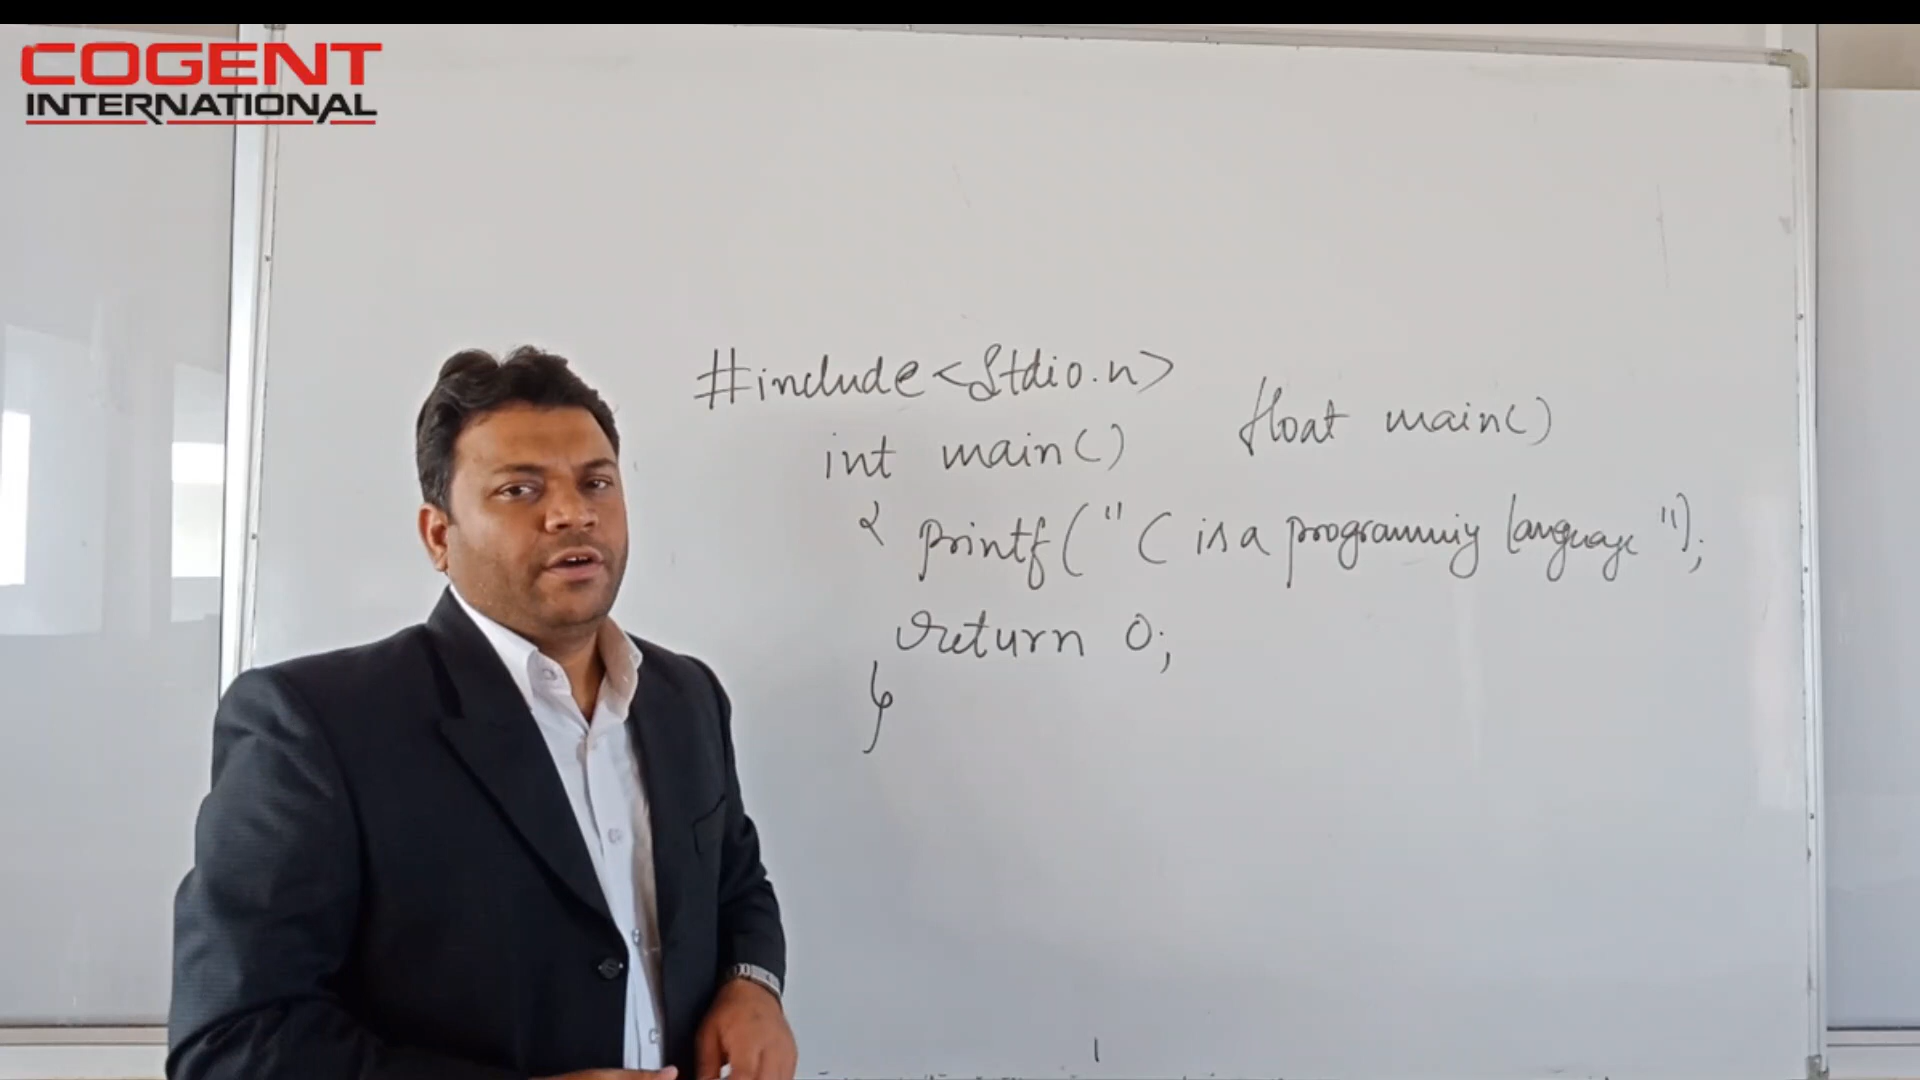 COGENT
INTERNATIONAL
#include<Stdio.h>
int main()
float main()
{ printf("C is a programming language");
return 0;
}